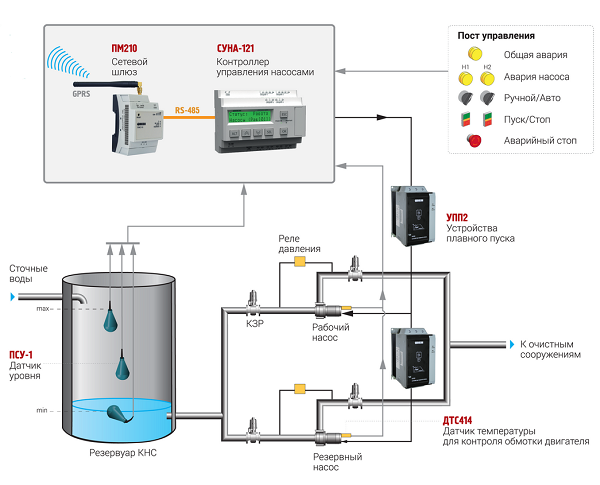 ПМ210
Сетевой
шлюз
СУНА-121
Контроллер
управления насосами
GPRS
RS-485
Пост управления
Общая авария
H1
H2
Авария насоса
Ручной/Авто
Пуск/Стоп
Аварийный стоп
УПП2
Устройства
плавного пуска
Реле
давления
Сточные
воды
max
КЗР
Рабочий
насос
ПСУ-1
Датчик
уровня
min
К очистным
сооружениям
ДТС414
Датчик температуры
для контроля обмотки двигателя
Резервуар КНС
Резервный
насос